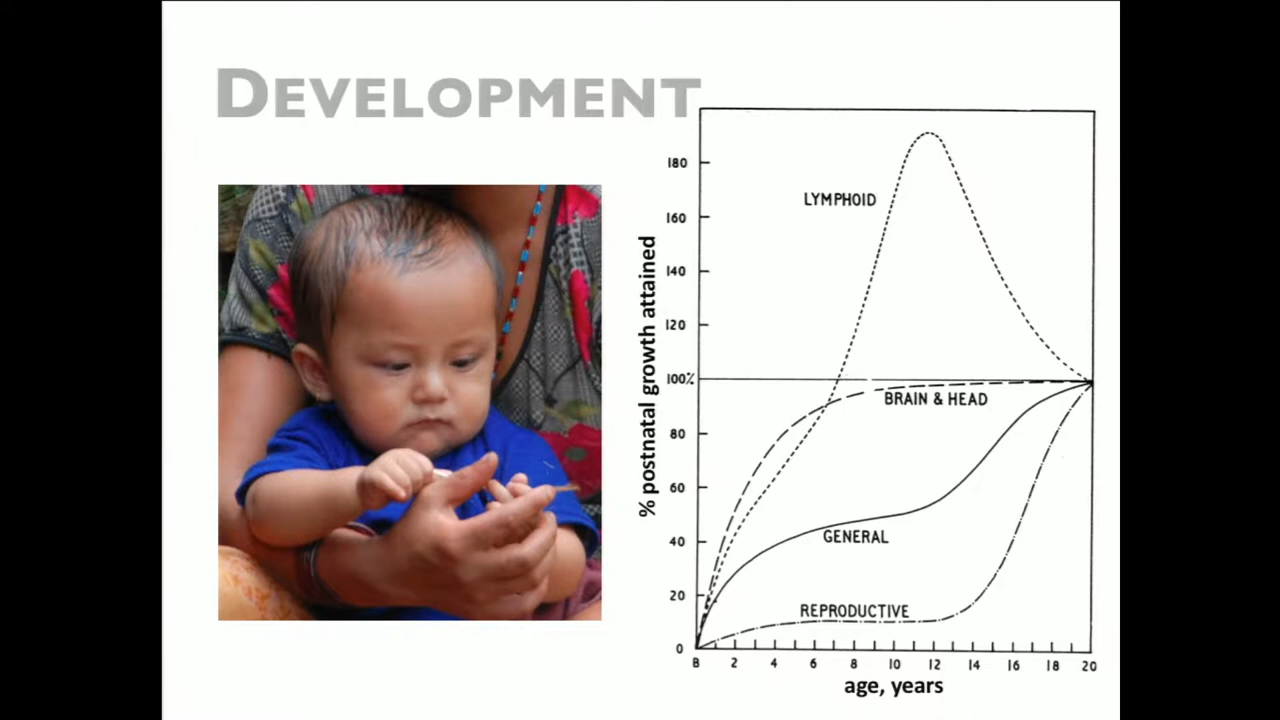 DEVELOPMENT
% postnatal growth attained
180
160
140
120
100%
80
60
40
20
0
LYMPHOID
BRAIN & HEAD
GENERAL
REPRODUCTIVE
B 2 4 6 8 10 12 14 16 18 20
age, years